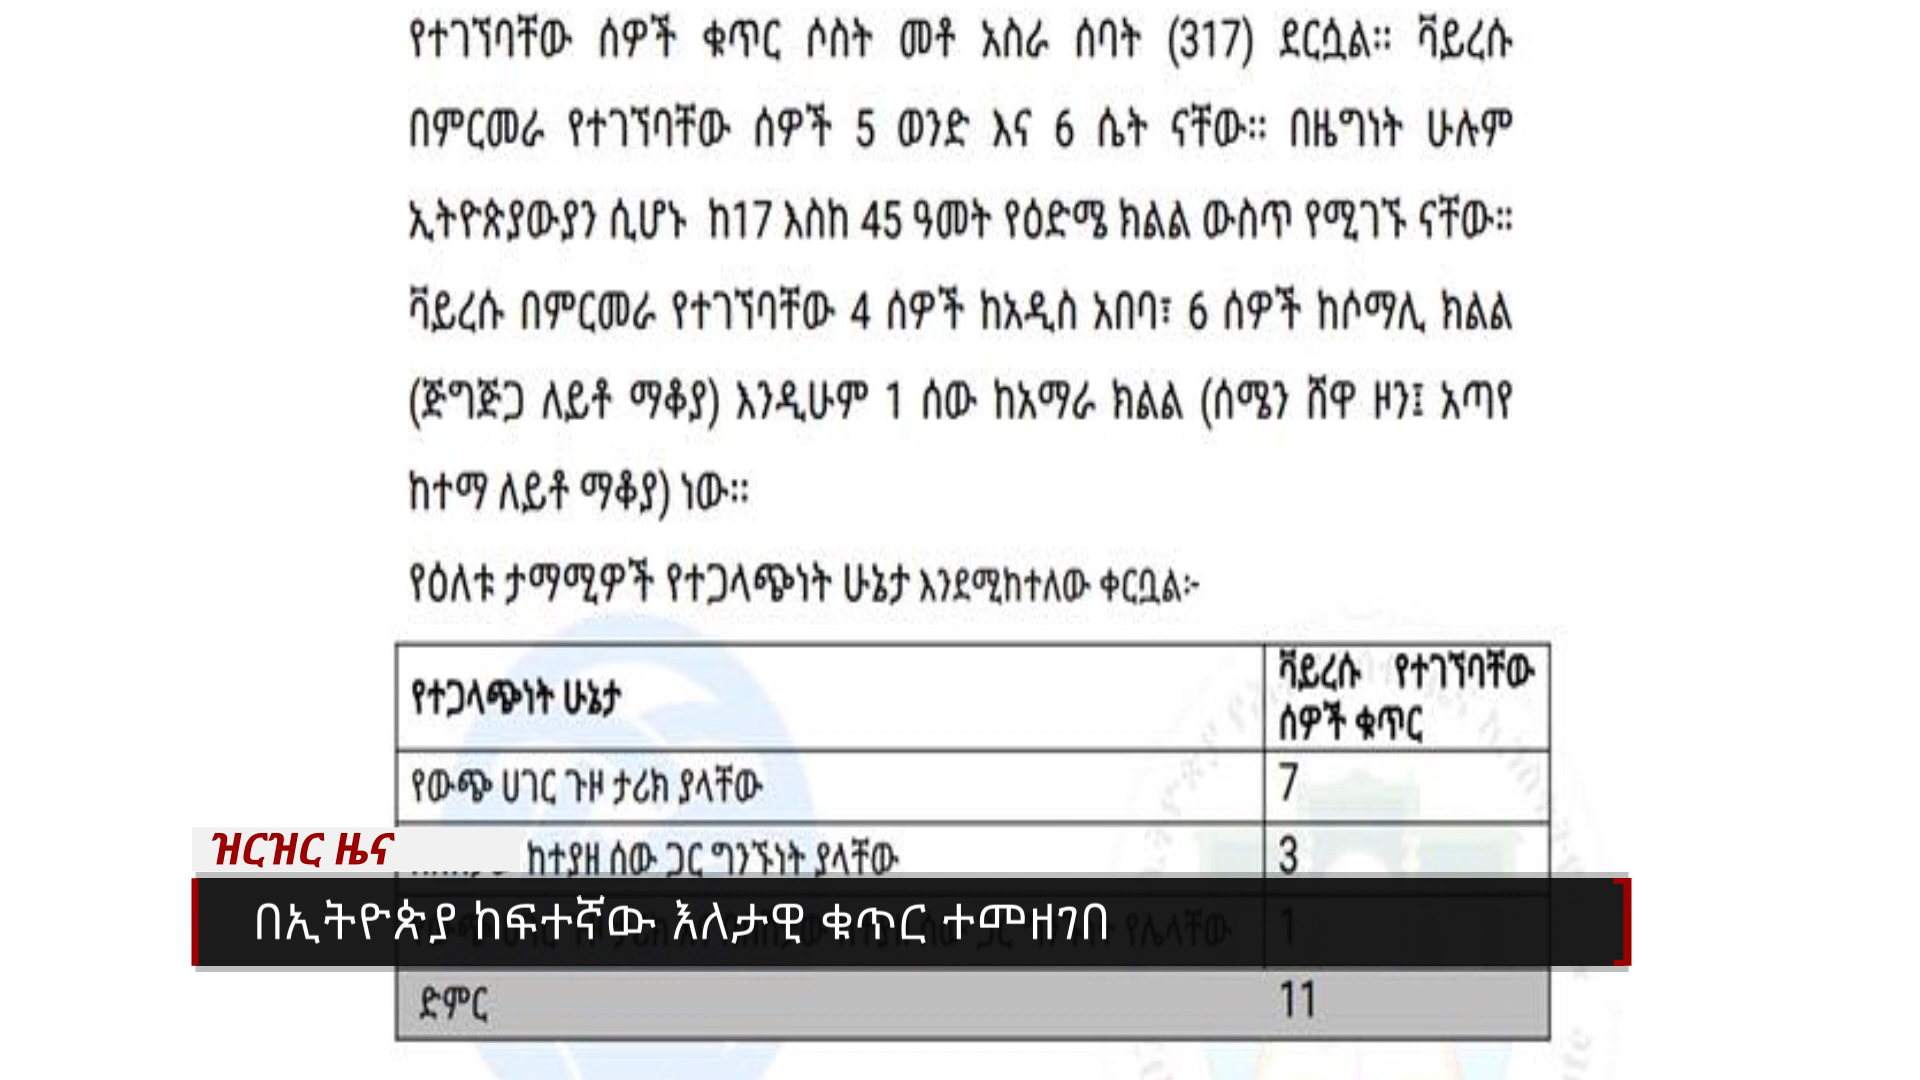 የተገኘባቸው ሰዎች ቁጥር ሶስት መቶ አስራ ሰባት (317) ደርሷል፡፡ ቫይረሱ
በምርመራ የተገኘባቸው ሰዎች 5 ወንድ እና 6 ሴት ናቸው፡፡ በዜግነት ሁሉም
ኢትዮጵያውያን ሲሆኑ ከ17 እስከ 45 ዓመት የዕድሜ ክልል ውስጥ የሚገኙ ናቸው፡፡
ቫይረሱ በምርመራ የተገኘባቸው 4 ሰዎች ከአዲስ አበባ፣ 6 ሰዎች ከሶማሊ ክልል
(ጅግጅጋ ለይቶ ማቆያ) እንዲሁም 1 ሰው ከአማራ ክልል (ሰሜን ሸዋ ዞን፤ አጣየ
ከተማ ለይቶ ማቆያ) ነው፡፡
የዕለቱ ታማሚዎች የተጋላጭነት ሁኔታ እንደሚከተለው ቀርቧል፦
የተጋላጭነት ሁኔታ
ቫይረሱ የተገኘባቸው
ሰዎች ቁጥር
የውጭ ሀገር ጉዞ ታሪክ ያላቸው 7
ከተያዘ ሰው ጋር ግንኙነት ያላቸው 3
ዝርዝር ዜና
በኢትዮጵያ ከፍተኛው እለታዊ ቁጥር ተመዘገበ
የሌላቸው 1
ድምር 11